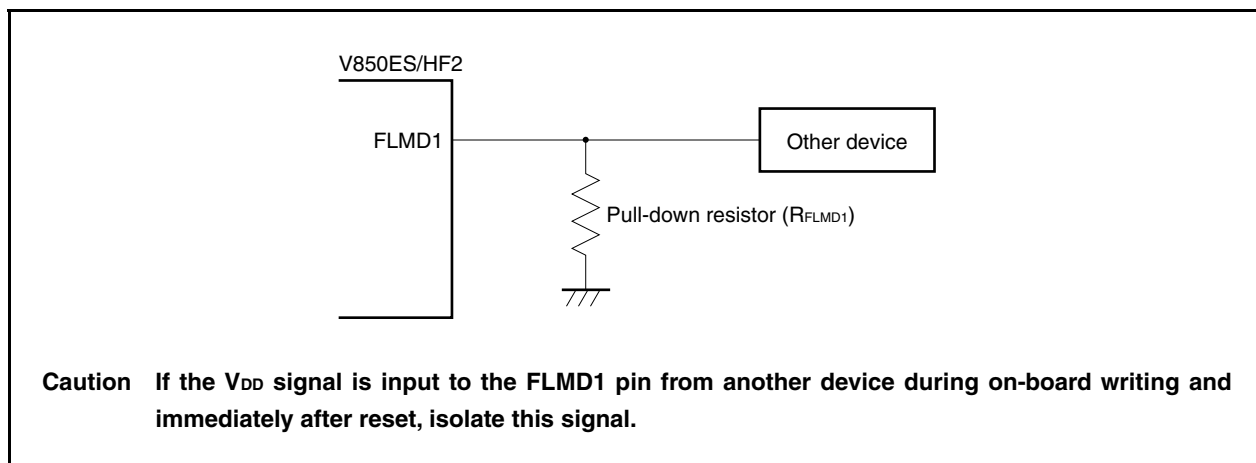 V850ES/HF2
FLMD1
Other device
Pull-down resistor (RFLMD1)
Caution If the VDD signal is input to the FLMD1 pin from another device during on-board writing and
immediately after reset, isolate this signal.